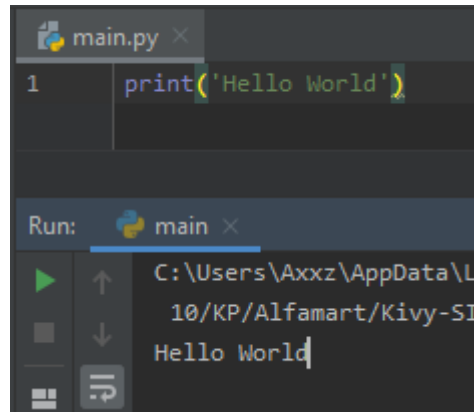 main.py
1 print('Hello World')
Run: main
C:\Users\Axxz\AppData\L
10/KP/Alfamart/Kivy-SI
Hello World